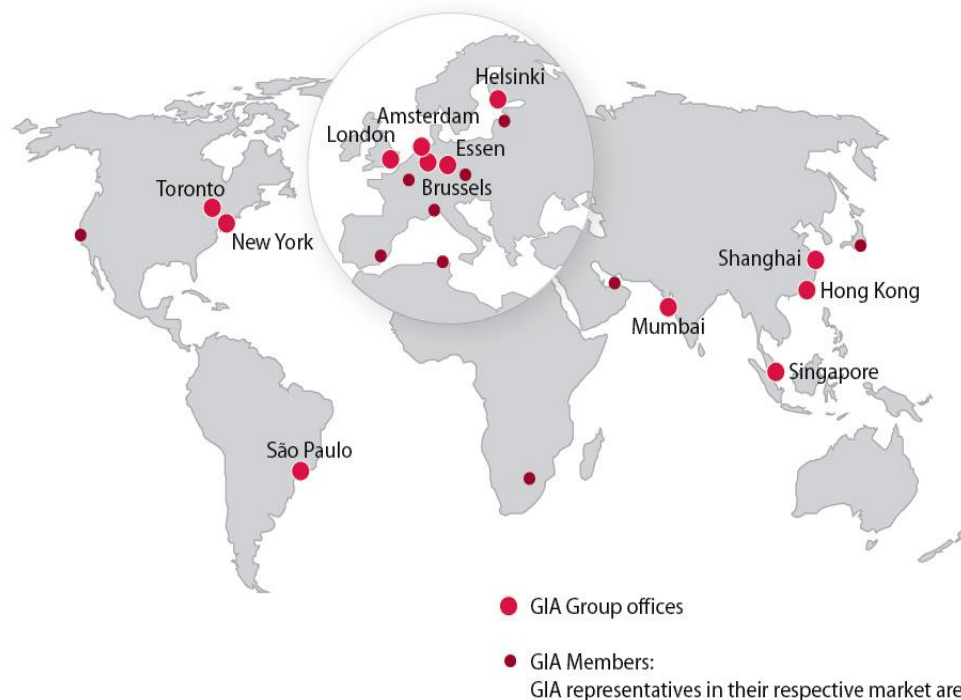 Helsinki
Amsterdam
London
Essen
Brussels
Toronto
New York
Shanghai
Hong Kong
Mumbai
Singapore
São Paulo
GIA Group offices
GIA Members:
GIA representatives in their respective market are